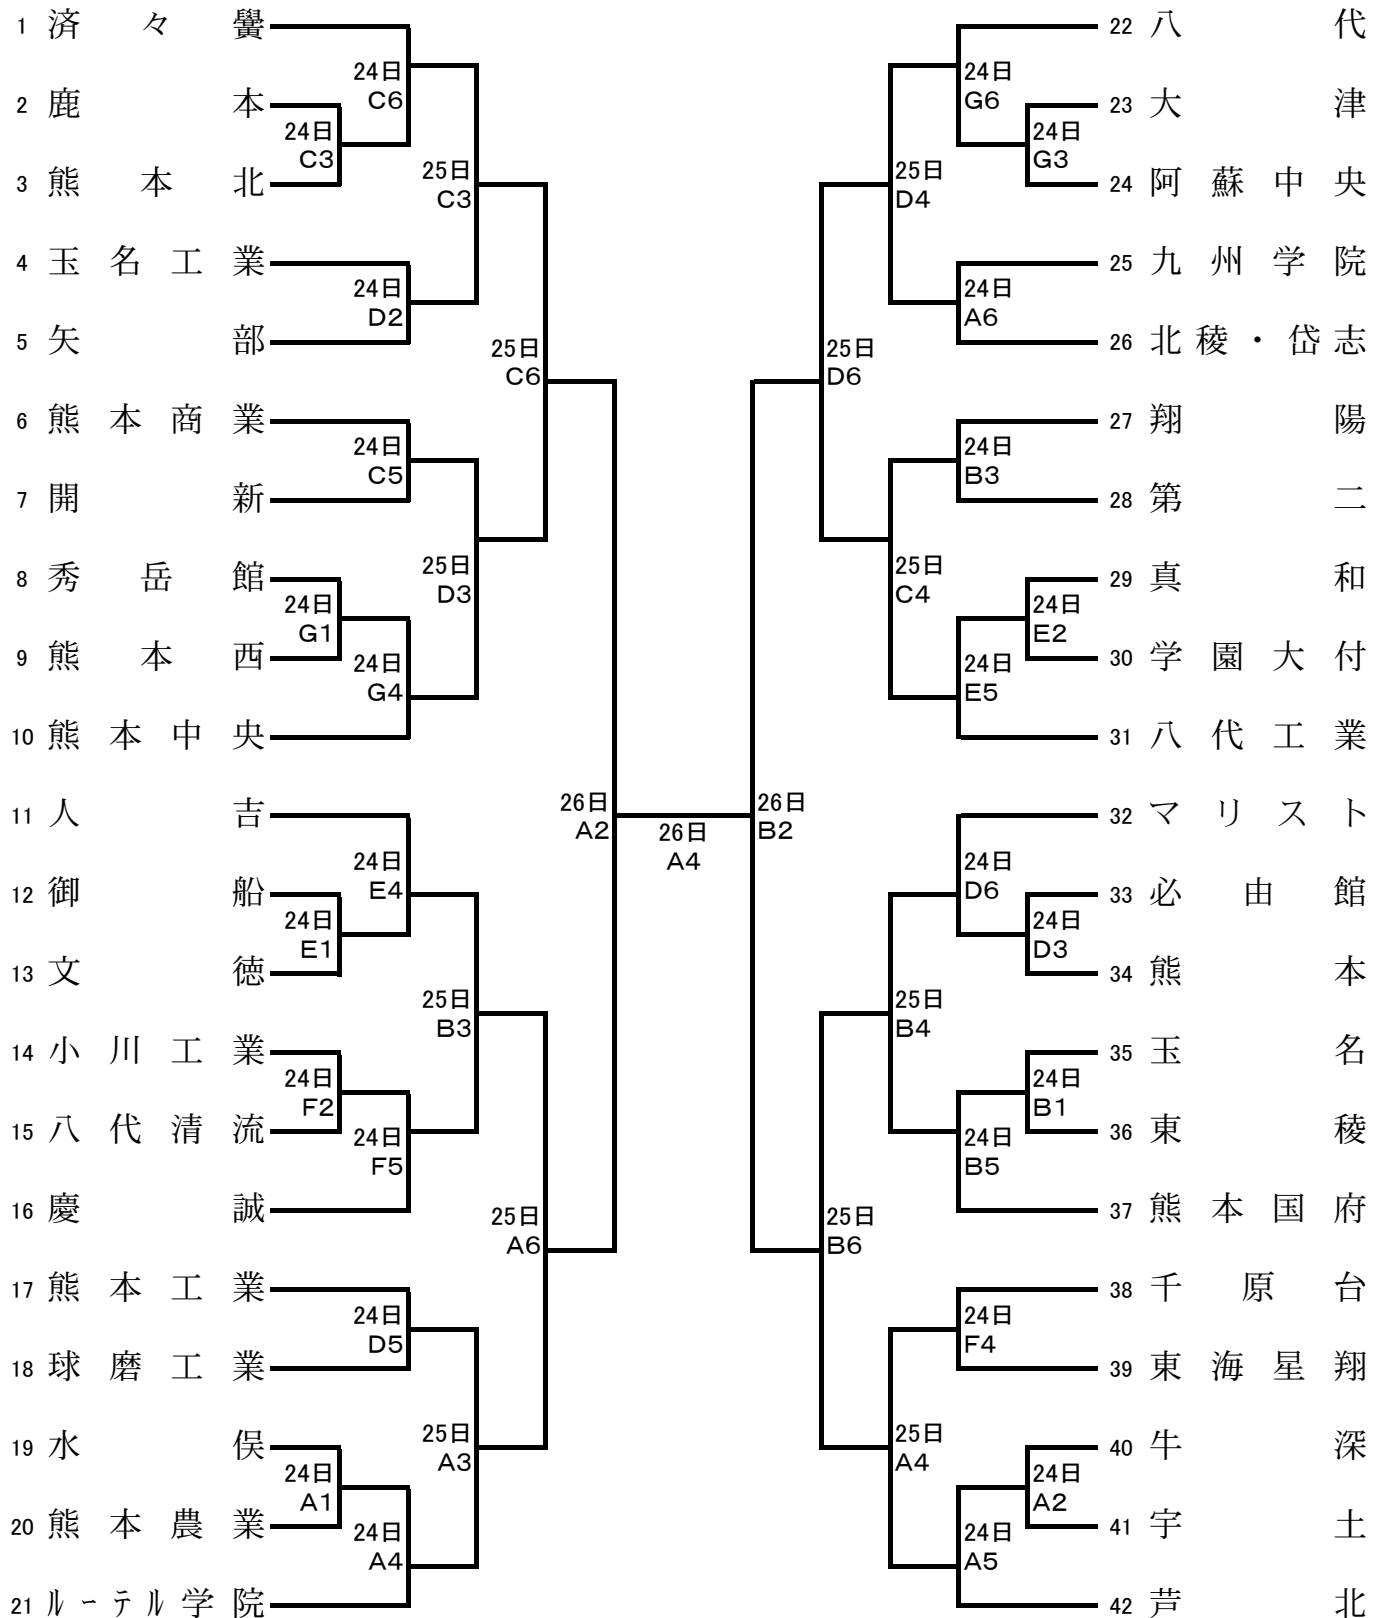 1 済々黌
24日
C6
2 鹿本
24日
C3
3 熊本北
25日
C3
4 玉名工業
24日
D2
5 矢部
25日
C6
6 熊本商業
24日
C5
7 開新
25日
D3
8 秀岳館
24日
G1
9 熊本西
24日
G4
10 熊本中央
26日
A2
11 人吉
24日
E4
12 御船
24日
E1
13 文徳
25日
B3
14 小川工業
24日
F2
15 八代清流
24日
F5
16 慶誠
25日
A6
17 熊本工業
24日
D5
18 球磨工業
25日
A3
19 水俣
24日
A1
20 熊本農業
24日
A4
21 ルーテル学院
26日
A4
22 八代
24日
G6
23 大津
24日
G3
24 阿蘇中央
25日
D4
25 九州学院
24日
A6
26 北稜・岱志
25日
D6
27 翔陽
24日
B3
28 第二
25日
C4
29 真和
24日
E2
30 学園大付
24日
E5
31 八代工業
26日
B2
32 マリスト
24日
D6
33 必由館
24日
D3
34 熊本
25日
B4
35 玉名
24日
B1
36 東稜
24日
B5
37 熊本国府
25日
B6
38 千原台
24日
F4
39 東海星翔
25日
A4
40 牛深
24日
A2
41 宇土
24日
A5
42 芦北